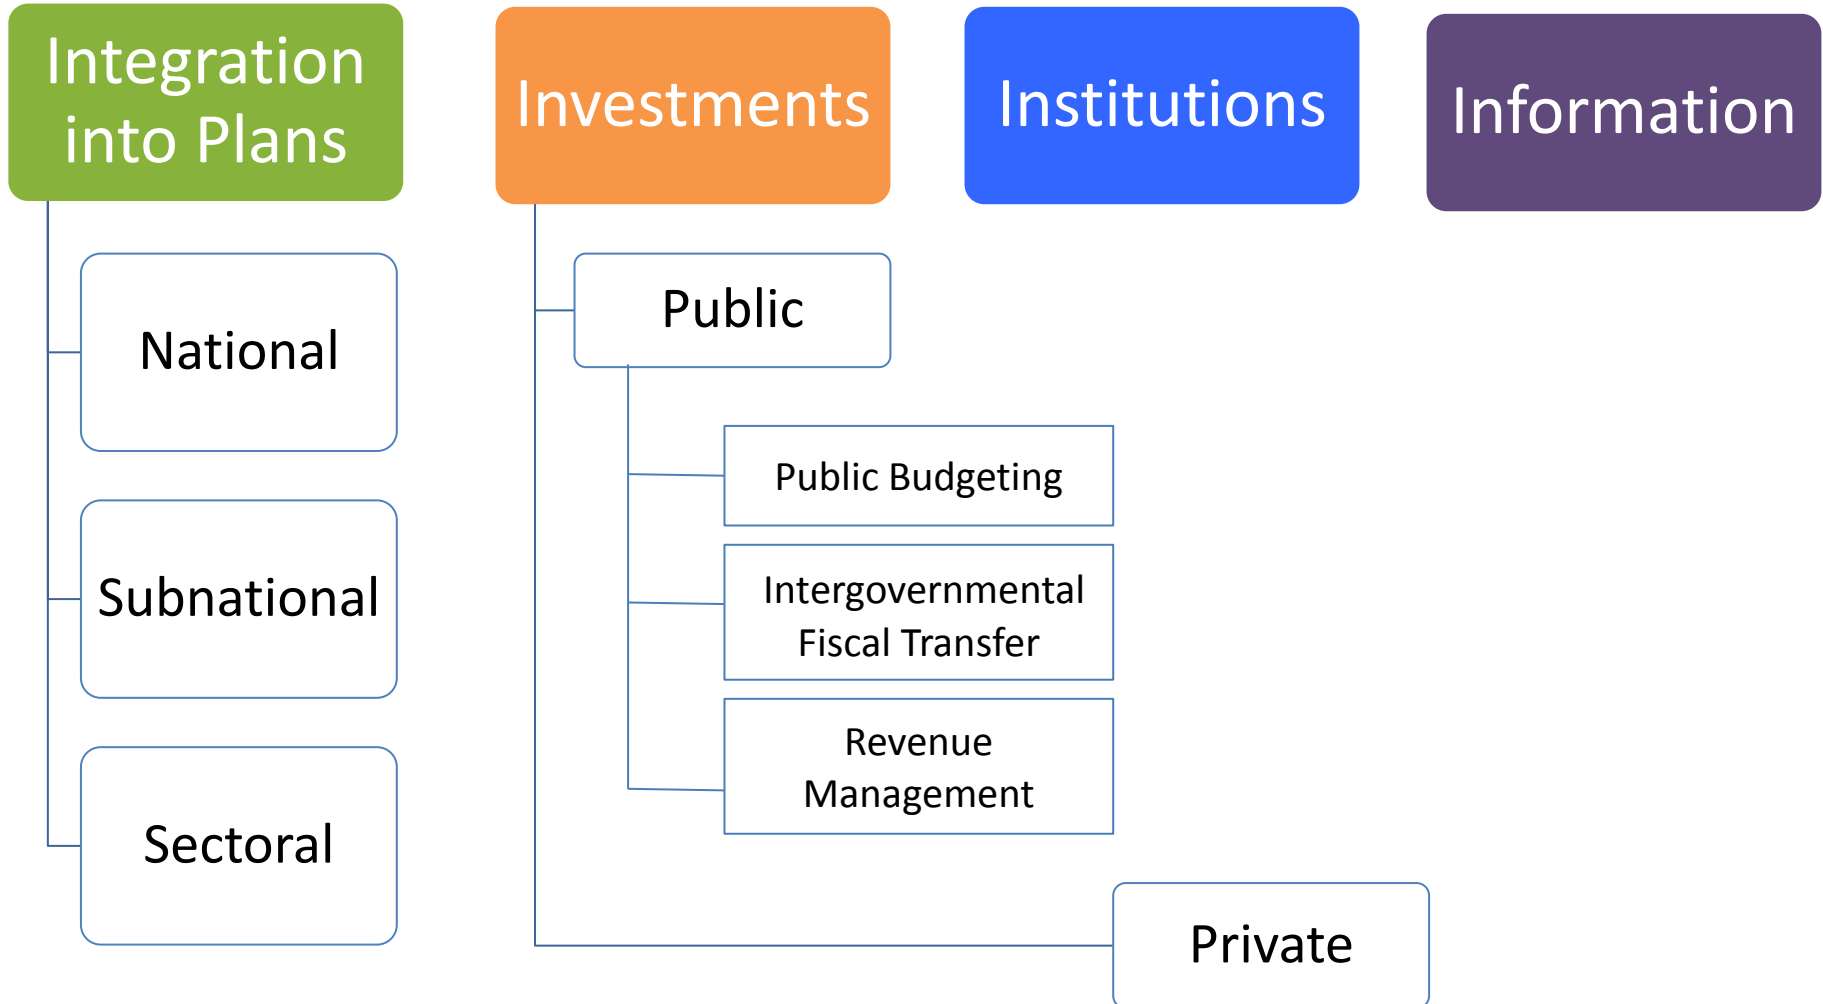 Integration
into Plans
Investments
Institutions
Information
National
Subnational
Sectoral
Public
Public Budgeting
Intergovernmental
Fiscal Transfer
Revenue
Management
Private